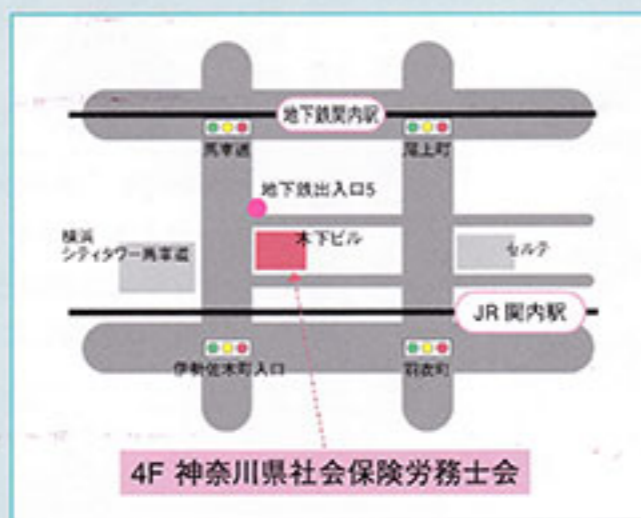 地下鉄関内駅
馬車道
尾上町
地下鉄出入口5
横浜
シティタワー馬車道
木下ビル
セルテ
JR 関内駅
伊勢佐木町入口
羽衣町
4F 神奈川県社会保険労務士会